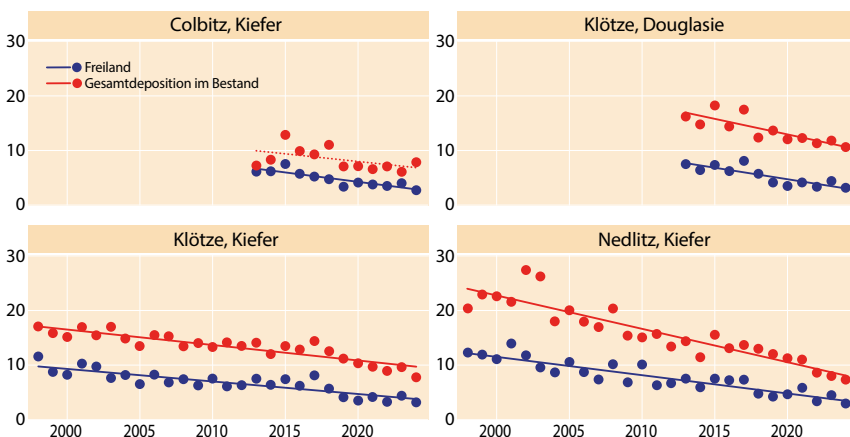 Colbitz, Kiefer
Klötze, Douglasie
30
20
10
0
Freiland
Gesamtdeposition im Bestand
30
20
10
0
Klötze, Kiefer
Nedlitz, Kiefer
30
20
10
0
30
20
10
0
2000 2005 2010 2015 2020
2000 2005 2010 2015 2020